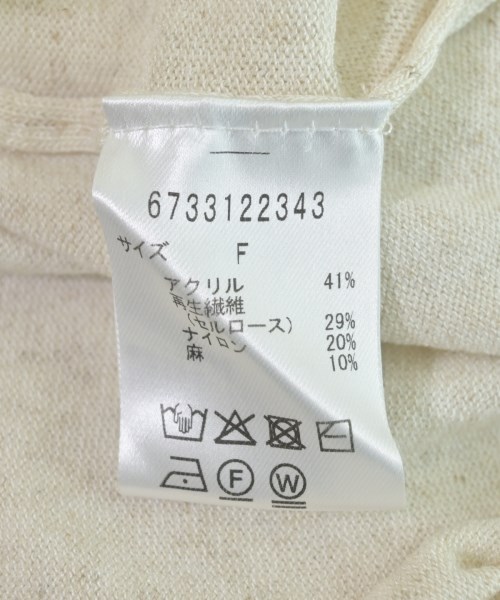 6733122343
サイズ F
アクリル 41%
再生繊維
(セルロース) 29%
ナイロン 20%
麻 10%
F W